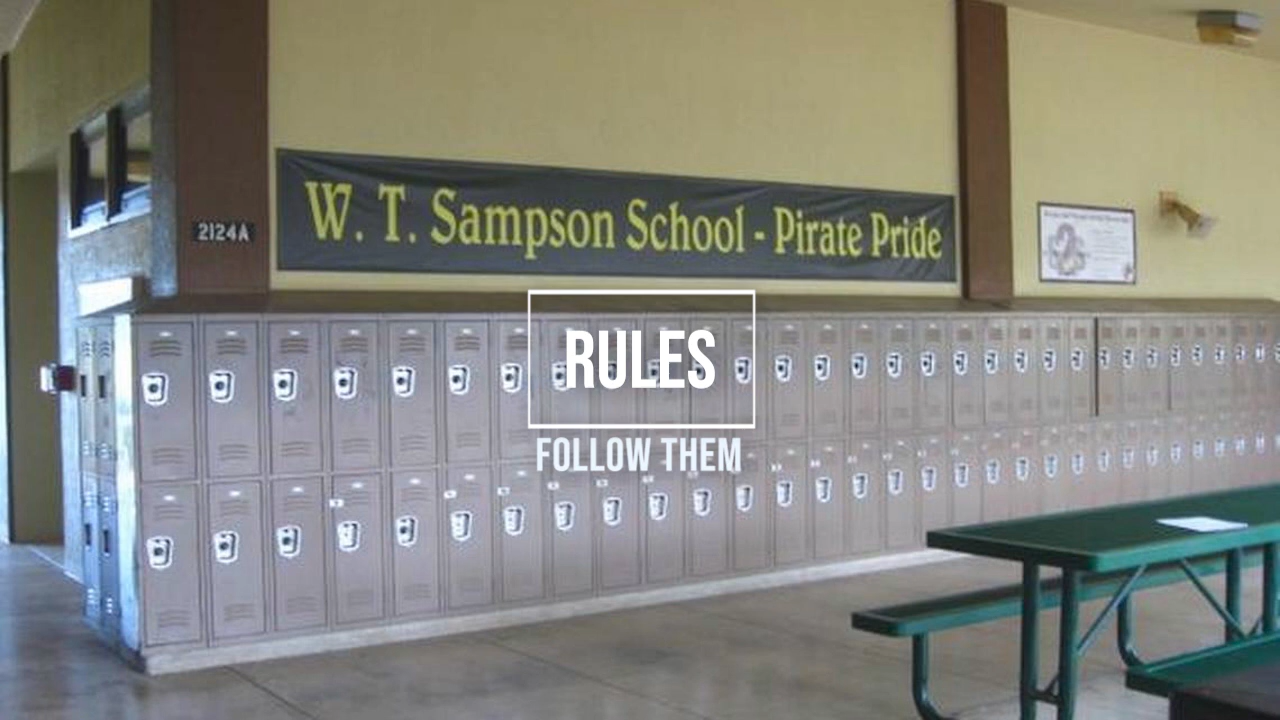 W. T. Sampson School - Pirate Pride
2124A
RULES
FOLLOW THEM